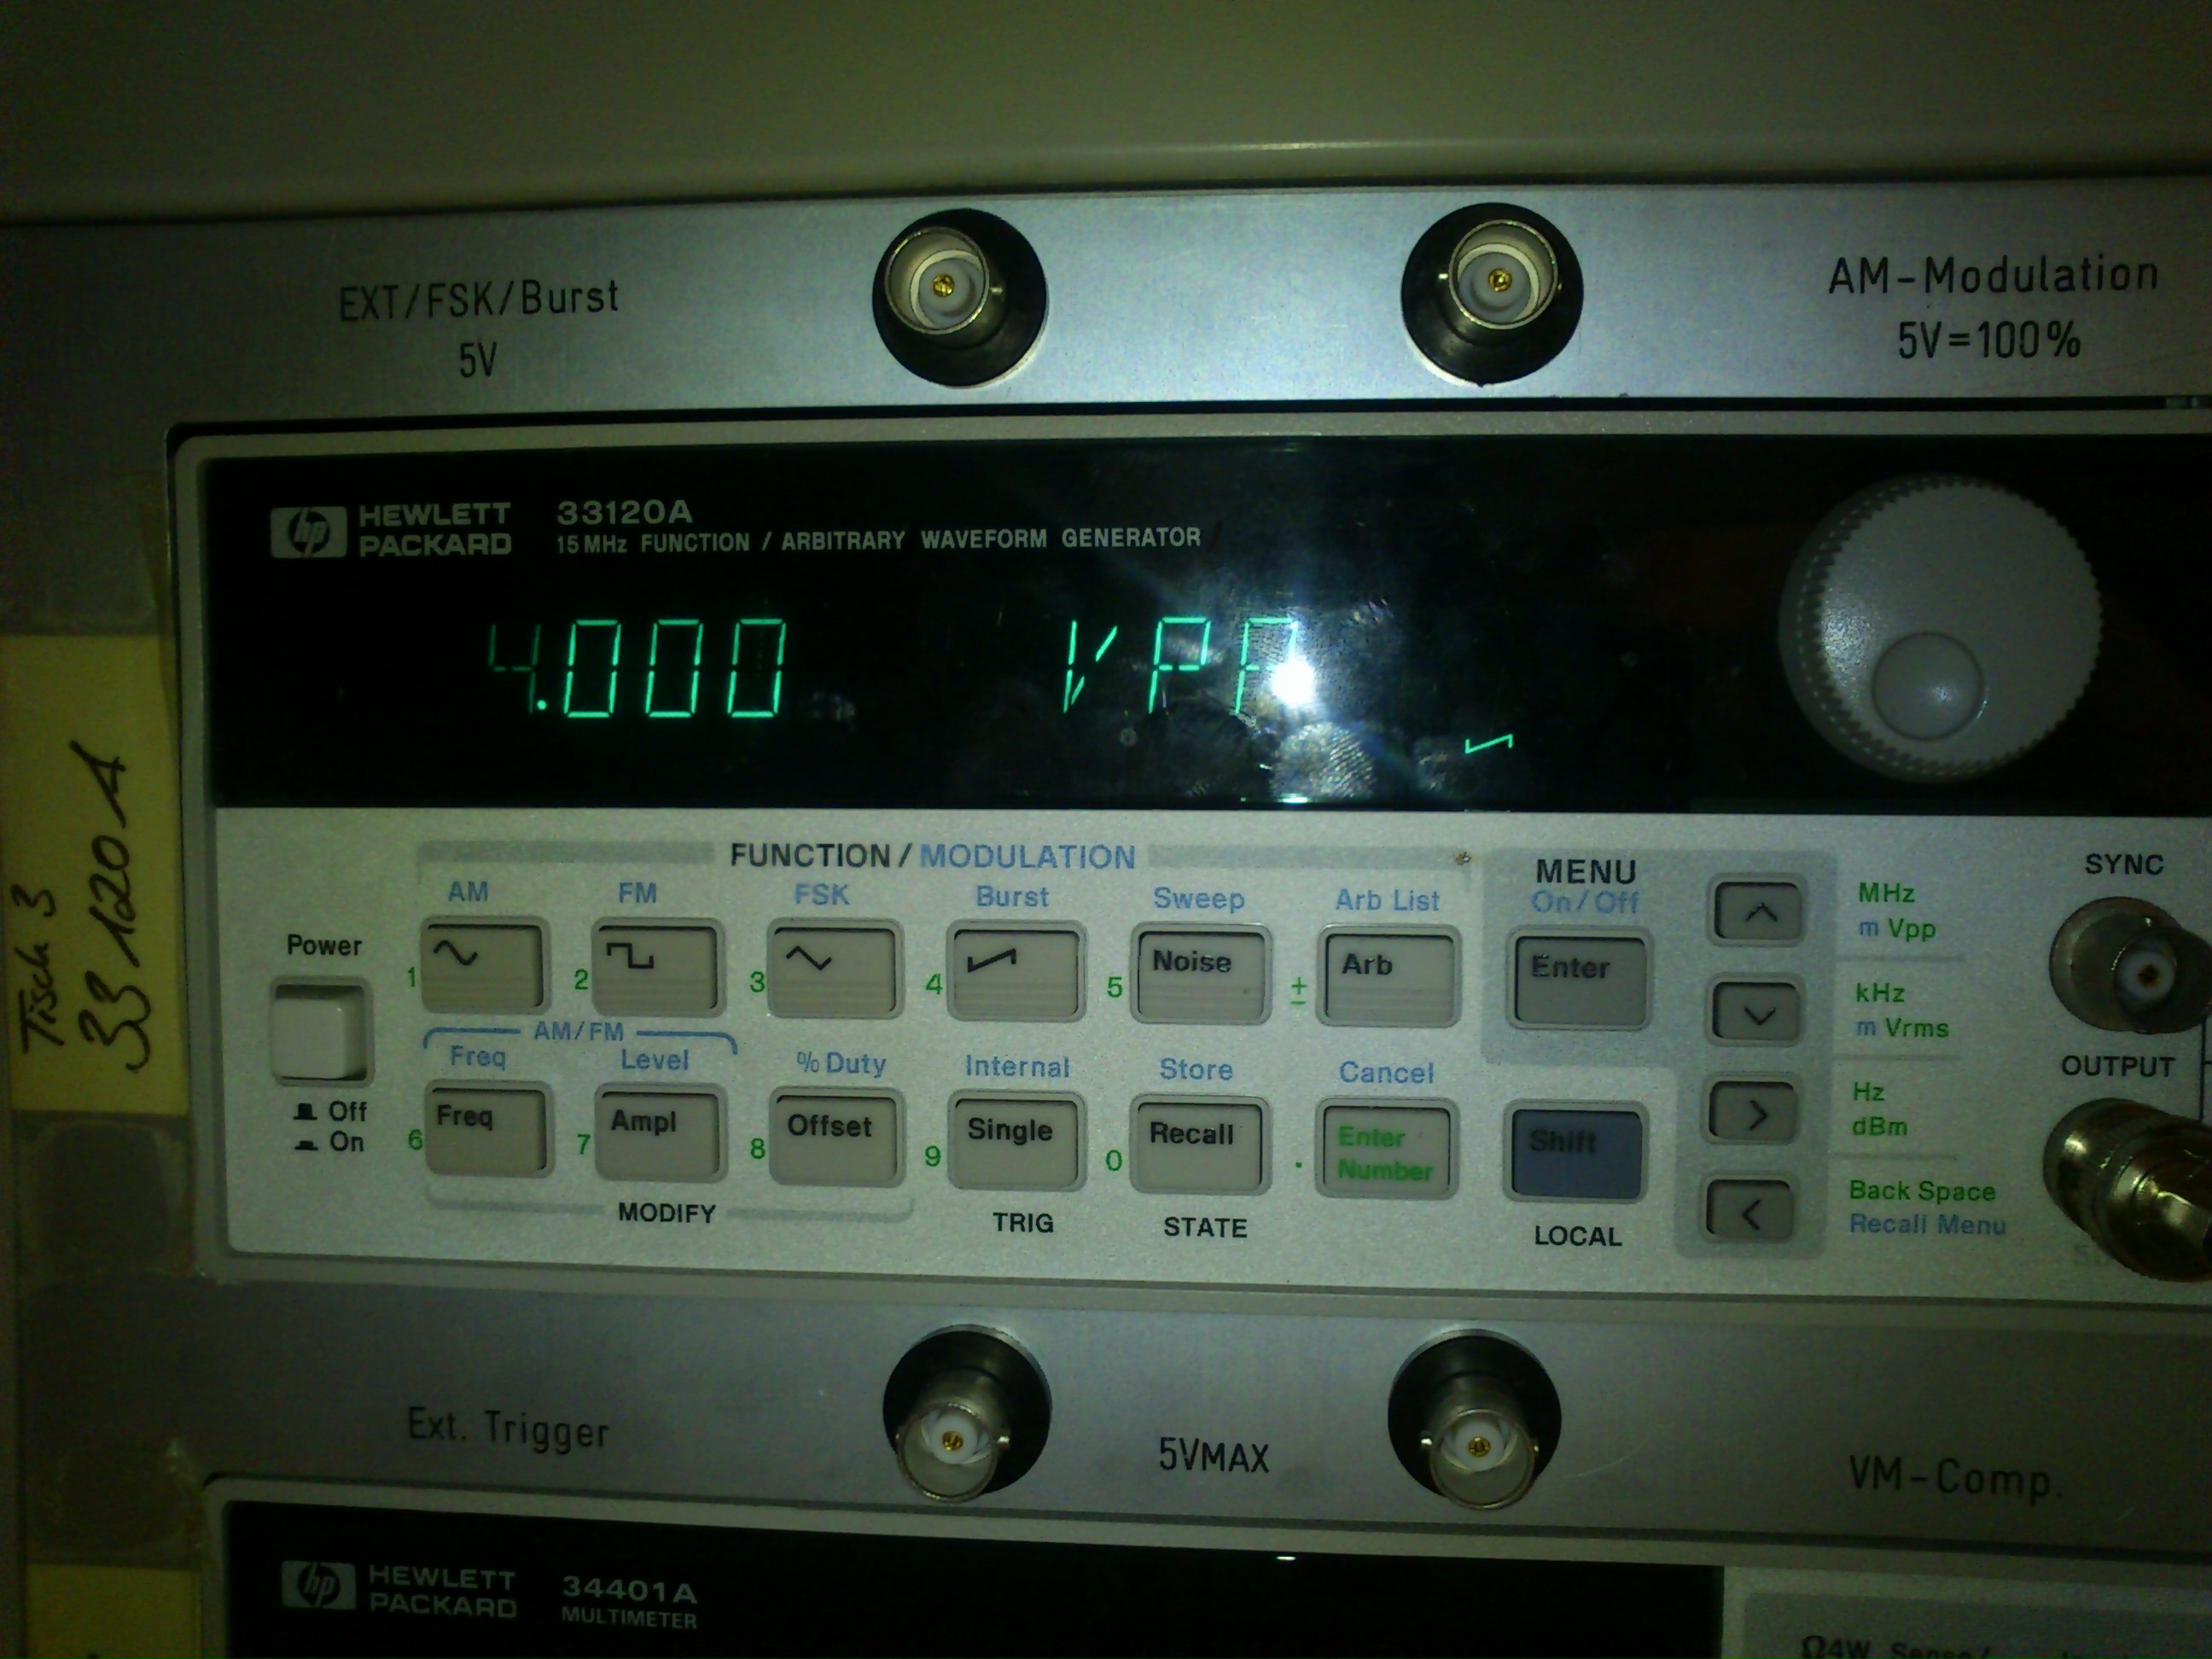 EXT/FSK/Burst
5V
AM-Modulation
5V=100%
hp HEWLETT PACKARD
33120A
15 MHz FUNCTION / ARBITRARY WAVEFORM GENERATOR
4.000 VPP
Tisch 3
33120A
FUNCTION / MODULATION
AM FM FSK Burst Sweep Arb List
MENU
On/Off
Power
1 2 3 4 5 Noise ± Arb Enter
AM/FM
Freq Level % Duty Internal Store Cancel
Off
On
6 Freq 7 Ampl 8 Offset 9 Single 0 Recall . Enter Number Shift
MODIFY
TRIG
STATE
LOCAL
MHz
m Vpp
kHz
m Vrms
Hz
dBm
Back Space
Recall Menu
SYNC
OUTPUT
Ext. Trigger
5VMAX
VM-Comp.
hp HEWLETT PACKARD
34401A
MULTIMETER
Ω4W Sense/